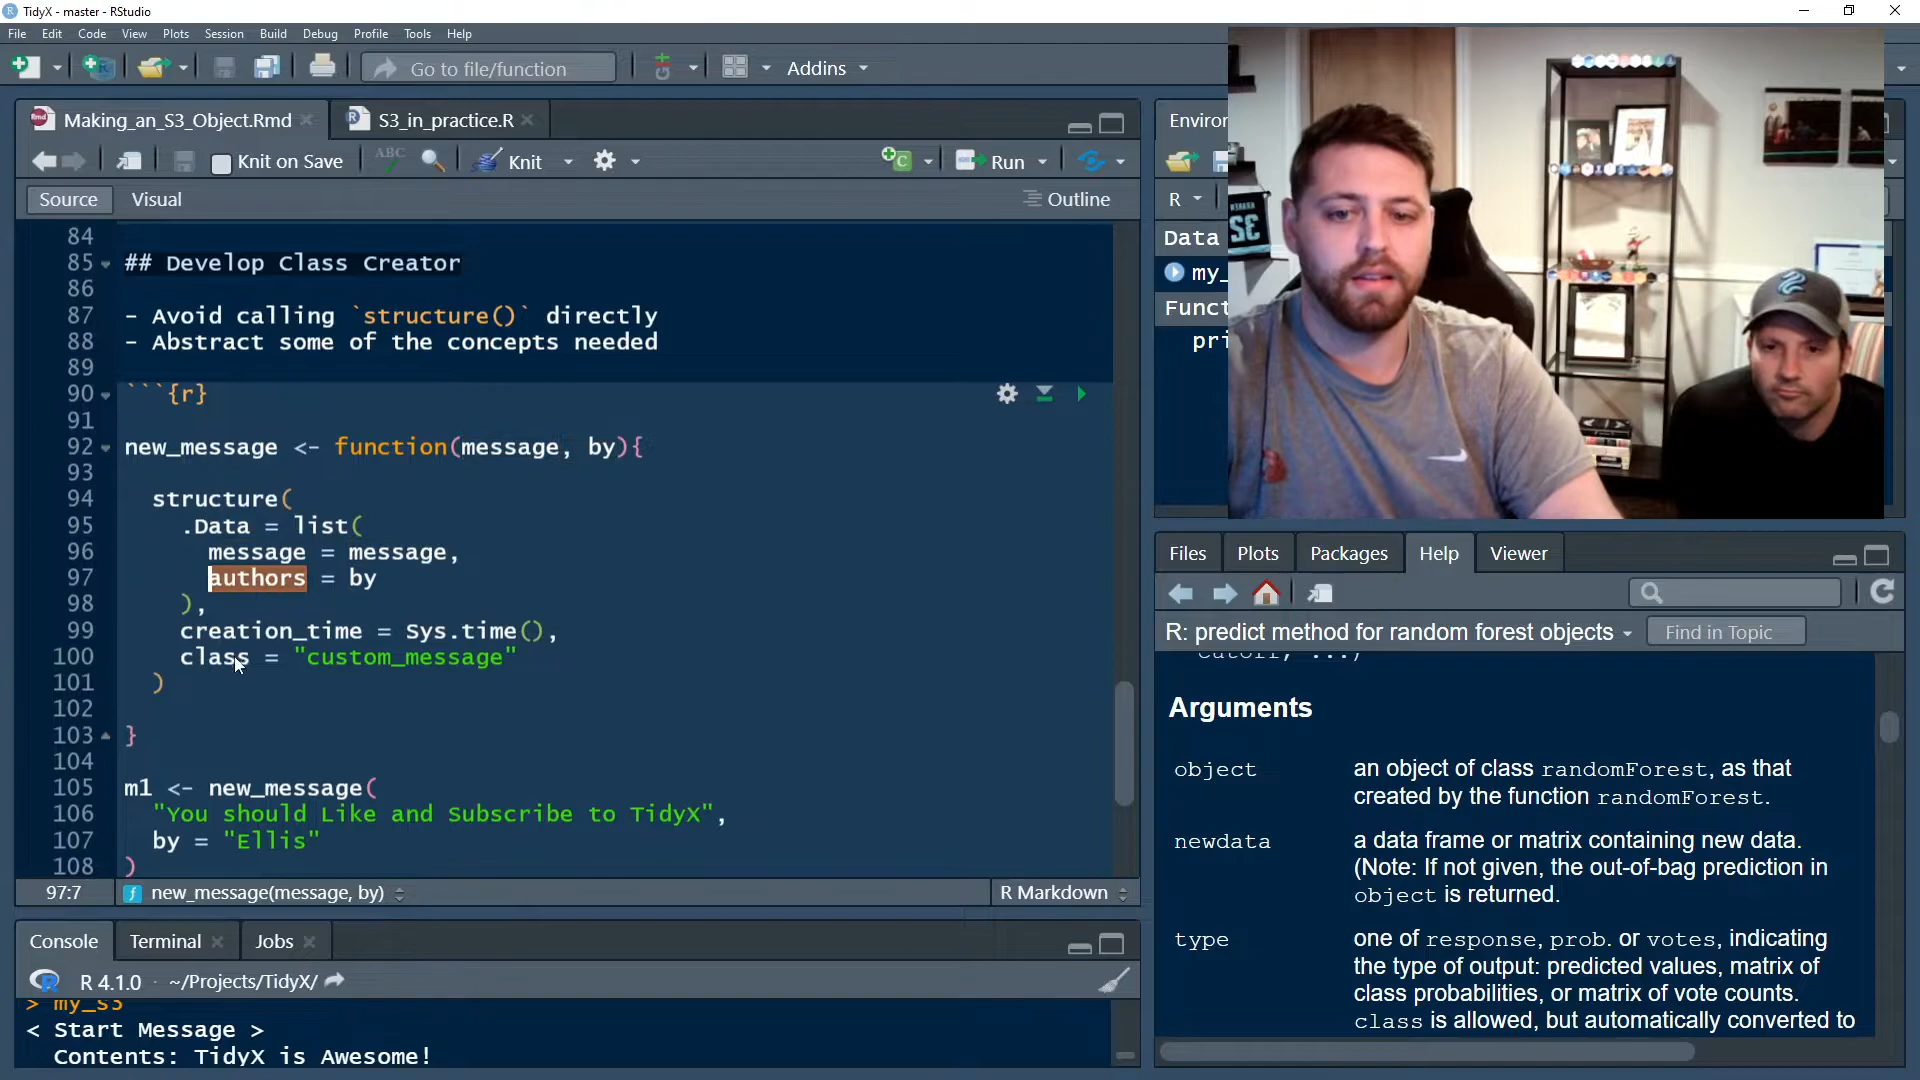 TidyX - master - RStudio
File Edit Code View Plots Session Build Debug Profile Tools Help
Go to file/function
Addins
Making_an_S3_Object.Rmd
S3_in_practice.R
Knit on Save
ABC
Knit
Run
Source Visual
Outline
84
85 ## Develop Class Creator
86
87 - Avoid calling `structure()` directly
88 - Abstract some of the concepts needed
89
90 ```{r}
91
92 new_message <- function(message, by){
93
94 structure(
95 .Data = list(
96 message = message,
97 authors = by
98 ),
99 creation_time = Sys.time(),
100 class = "custom_message"
101 )
102
103 }
104
105 m1 <- new_message(
106 "You should Like and Subscribe to TidyX",
107 by = "Ellis"
108 )
97:7 new_message(message, by) R Markdown
Console Terminal Jobs
R 4.1.0 · ~/Projects/TidyX/
> my_s3
< Start Message >
Contents: TidyX is Awesome!
Environ
R
Data
my_
Funct
pri
32
Files Plots Packages Help Viewer
R: predict method for random forest objects
Find in Topic
cutoff, ...)
Arguments
object an object of class randomForest, as that
created by the function randomForest.
newdata a data frame or matrix containing new data.
(Note: If not given, the out-of-bag prediction in
object is returned.
type one of response, prob. or votes, indicating
the type of output: predicted values, matrix of
class probabilities, or matrix of vote counts.
class is allowed, but automatically converted to